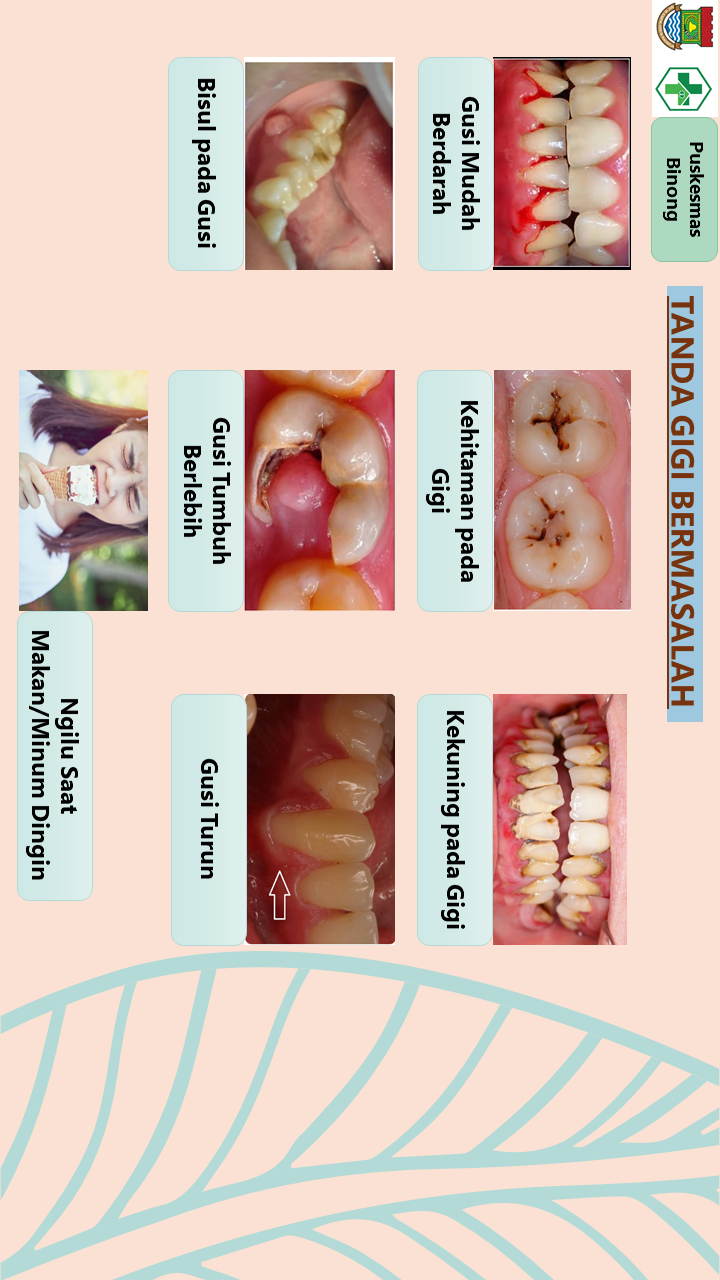 Puskesmas
Binong
TANDA GIGI BERMASALAH
Gusi Mudah
Berdarah
Kehitaman pada
Gigi
Kekuning pada Gigi
Bisul pada Gusi
Gusi Tumbuh
Berlebih
Gusi Turun
Ngilu Saat
Makan/Minum Dingin